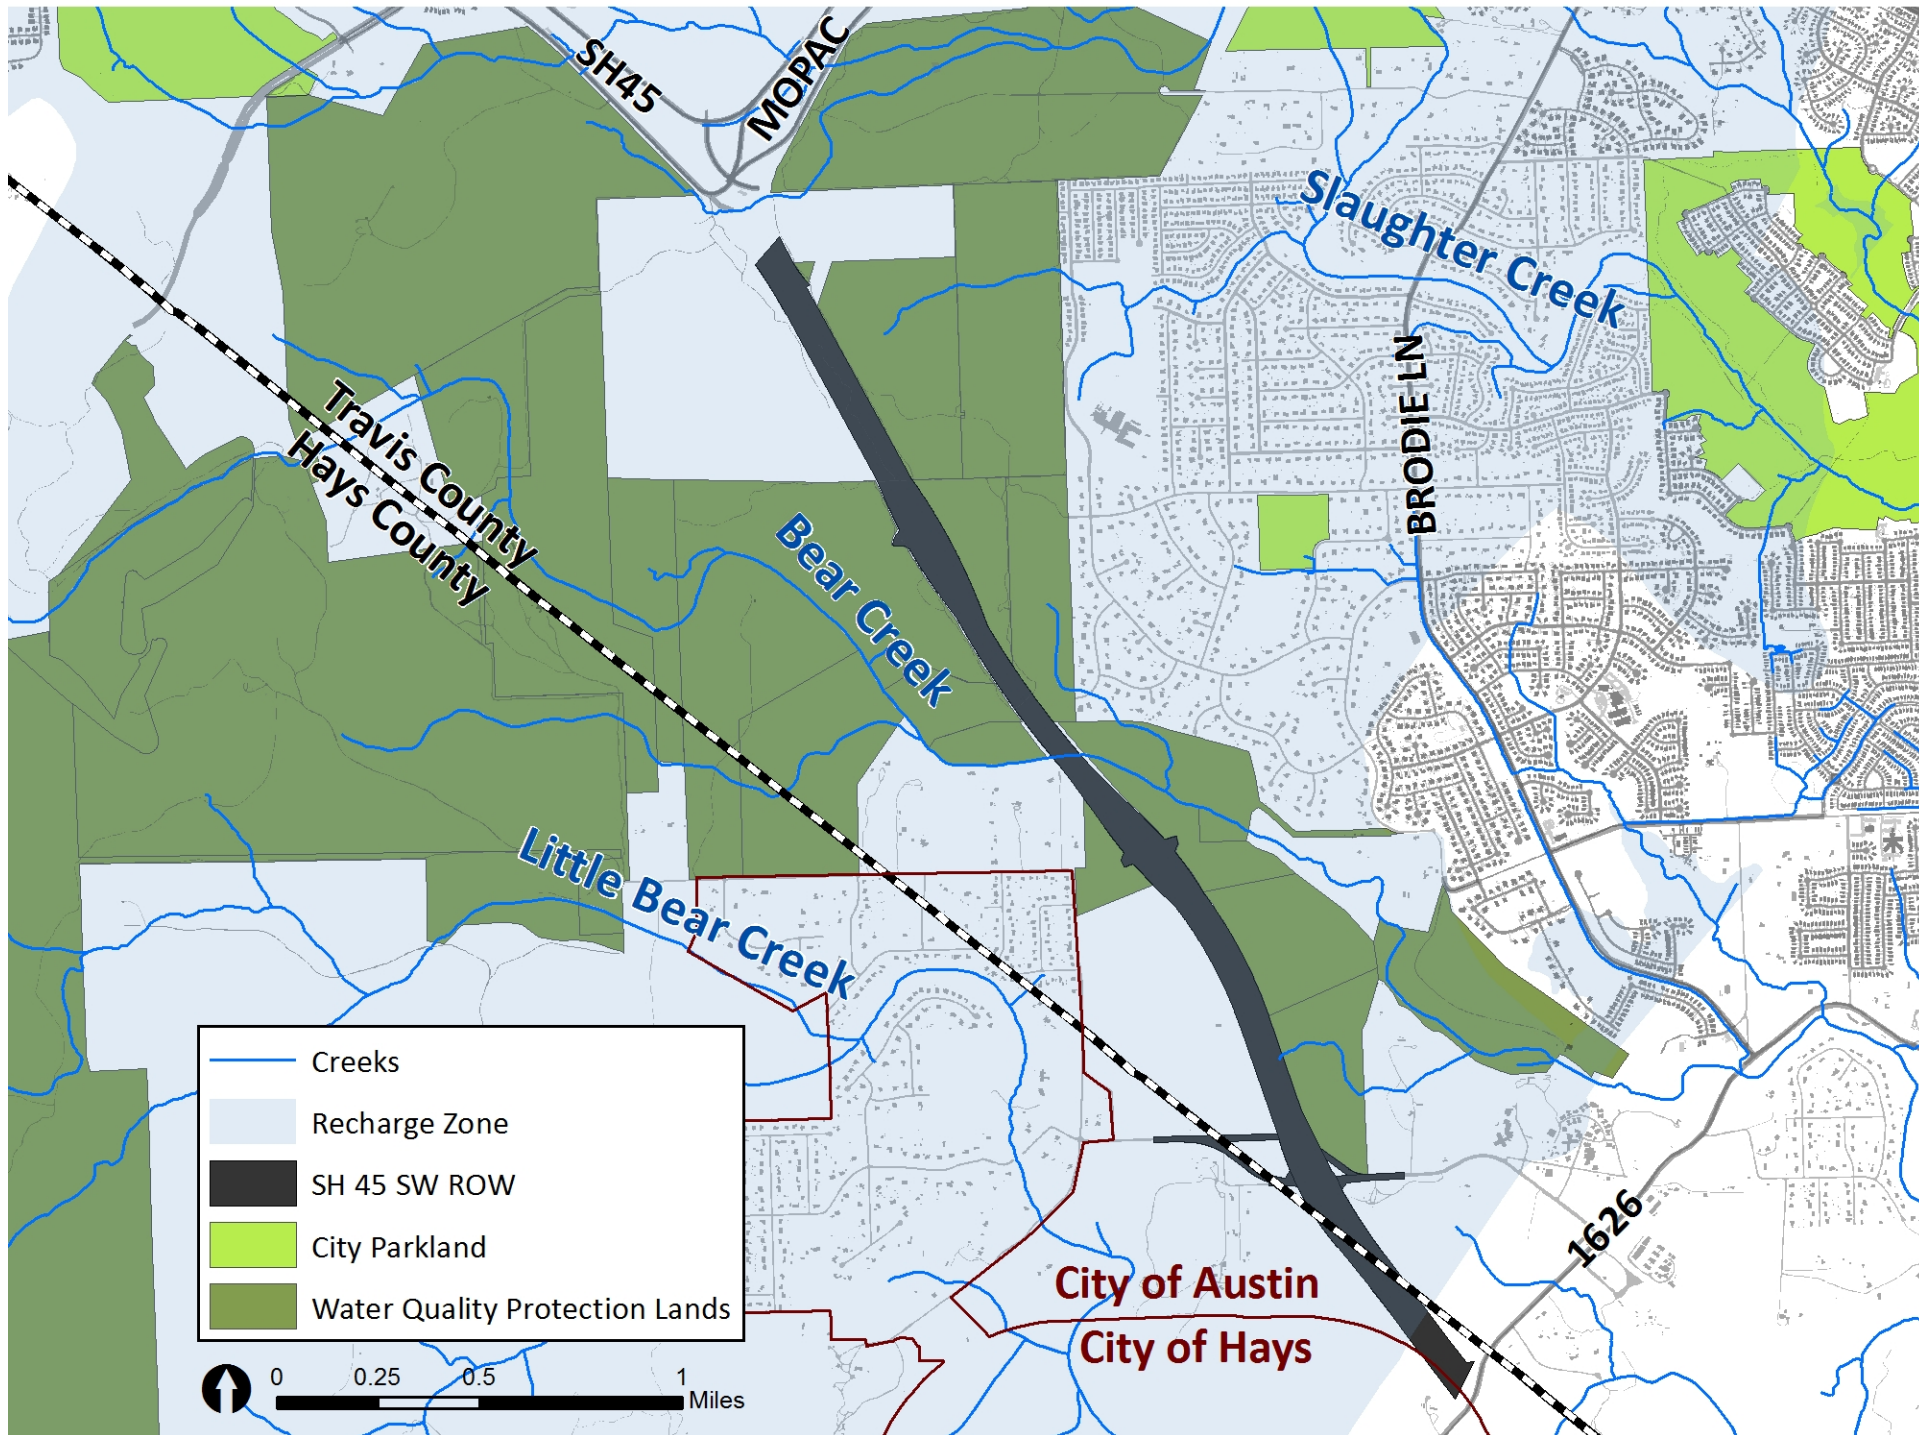 SH45
MOPAC
Slaughter Creek
BRODIE LN
Travis County
Hays County
Bear Creek
Little Bear Creek
Creeks
Recharge Zone
SH 45 SW ROW
City Parkland
Water Quality Protection Lands
1626
City of Austin
City of Hays
0 0.25 0.5 1
Miles